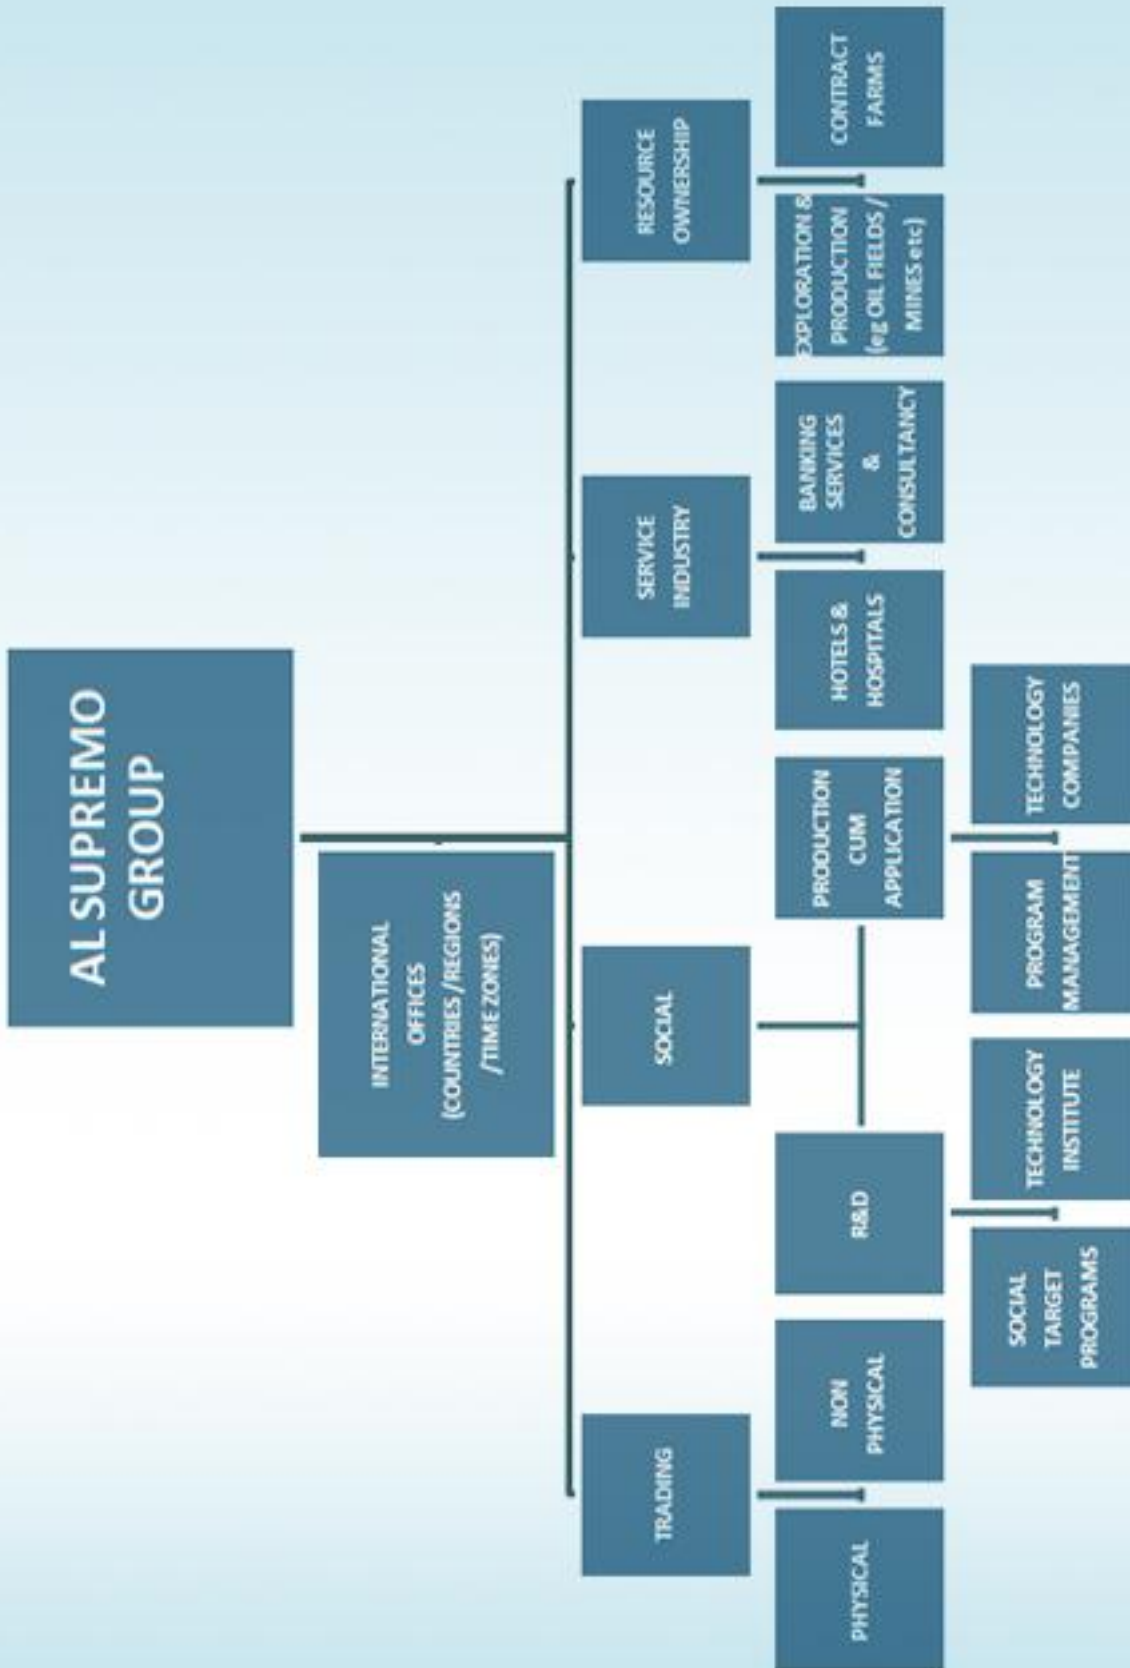 AL SUPREMO
GROUP
INTERNATIONAL
OFFICES
(COUNTRIES /REGIONS
/TIME ZONES)
TRADING
SOCIAL
SERVICE
INDUSTRY
RESOURCE
OWNERSHIP
PHYSICAL
NON
PHYSICAL
R&D
PRODUCTION
CUM
APPLICATION
HOTELS &
HOSPITALS
BANKING
SERVICES
&
CONSULTANCY
EXPLORATION &
PRODUCTION
(eg OIL FIELDS /
MINES etc)
CONTRACT
FARMS
SOCIAL
TARGET
PROGRAMS
TECHNOLOGY
INSTITUTE
PROGRAM
MANAGEMENT
TECHNOLOGY
COMPANIES